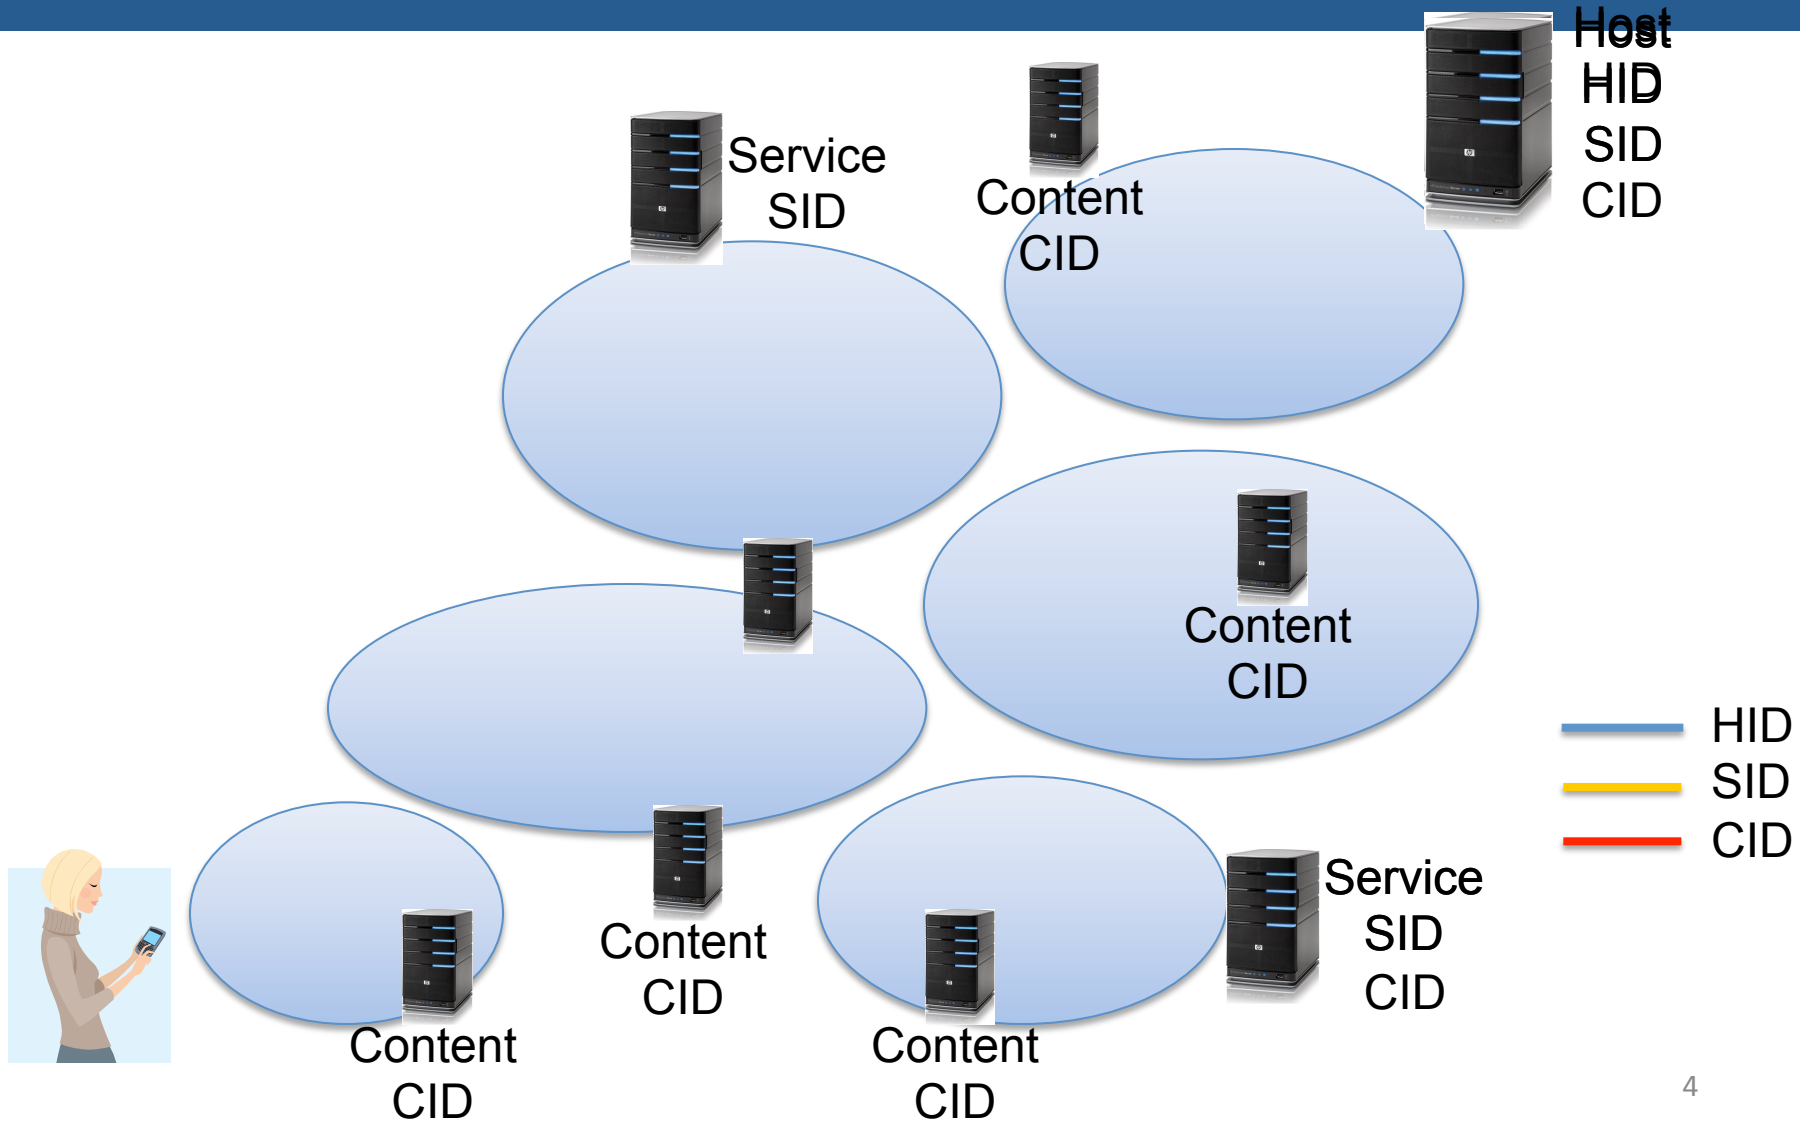 Host
HID
SID
CID
Service
SID
Content
CID
Content
CID
HID
SID
CID
Service
SID
CID
Content
CID
Content
CID
Content
CID
4